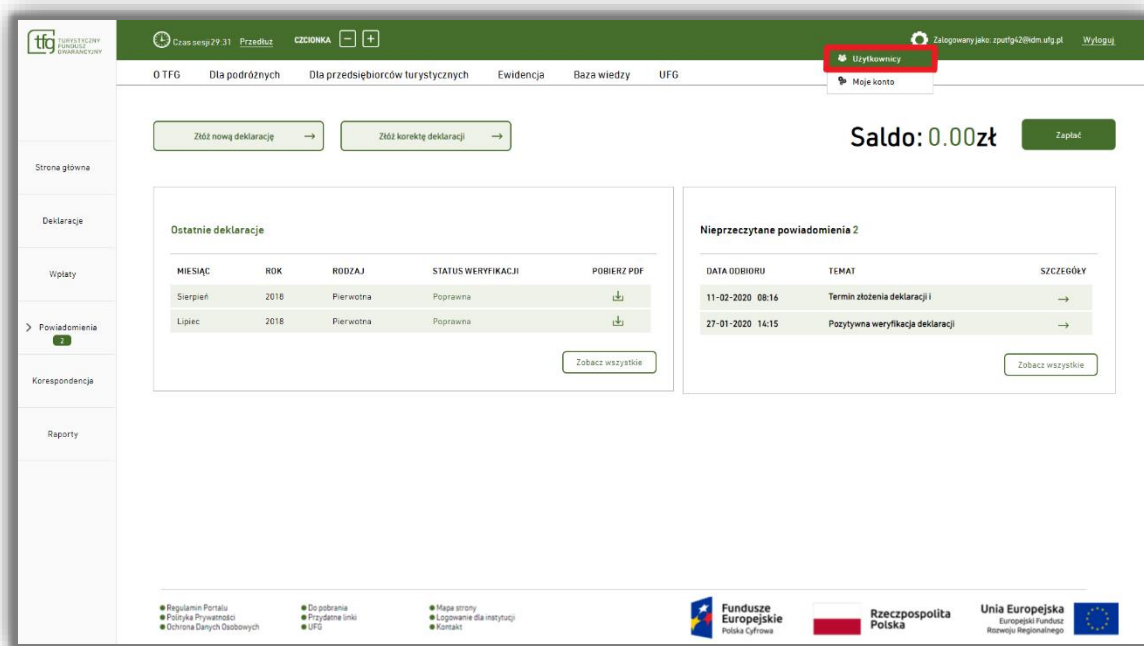 tfg TURYSTYCZNY
FUNDUSZ
GWARANCYJNY
Czas sesji 29:31 Przedłuż CZCIONKA − +
Zalogowany jako: zputfg42@idm.ufg.pl Wyloguj
Użytkownicy
Moje konto
O TFG Dla podróżnych Dla przedsiębiorców turystycznych Ewidencja Baza wiedzy UFG
Złóż nową deklarację →
Złóż korektę deklaracji →
Saldo: 0.00zł
Zapłać
Strona główna
Deklaracje
Wpłaty
Powiadomienia
2
Korespondencja
Raporty
Ostatnie deklaracje
MIESIĄC ROK RODZAJ STATUS WERYFIKACJI POBIERZ PDF
Sierpień 2018 Pierwotna Poprawna
Lipiec 2018 Pierwotna Poprawna
Zobacz wszystkie
Nieprzeczytane powiadomienia 2
DATA ODBIORU TEMAT SZCZEGÓŁY
11-02-2020 08:16 Termin złożenia deklaracji i →
27-01-2020 14:15 Pozytywna weryfikacja deklaracji →
Zobacz wszystkie
Regulamin Portalu
Polityka Prywatności
Ochrona Danych Osobowych
Do pobrania
Przydatne linki
UFG
Mapa strony
Logowanie dla instytucji
Kontakt
Fundusze
Europejskie
Polska Cyfrowa
Rzeczpospolita
Polska
Unia Europejska
Europejski Fundusz
Rozwoju Regionalnego